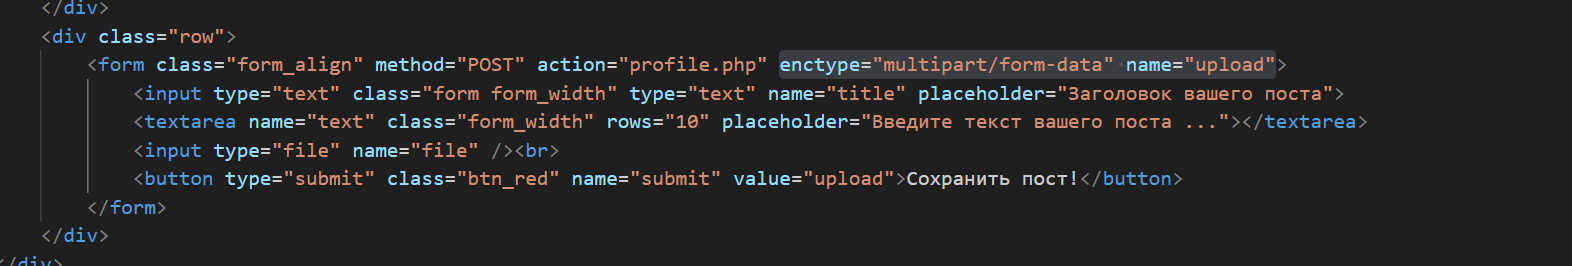 </div>
<div class="row">
<form class="form_align" method="POST" action="profile.php" enctype="multipart/form-data" name="upload">
<input type="text" class="form form_width" type="text" name="title" placeholder="Заголовок вашего поста">
<textarea name="text" class="form_width" rows="10" placeholder="Введите текст вашего поста ..."></textarea>
<input type="file" name="file" /><br>
<button type="submit" class="btn_red" name="submit" value="upload">Сохранить пост!</button>
</form>
</div>
</div>